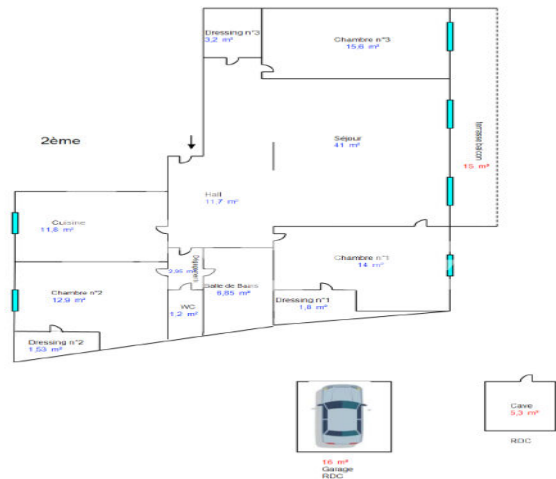 Dressing n°3
3,2 m²
Chambre n°3
15,6 m²
2ème
Séjour
41 m²
terrasse balcon
15 m²
Hall
11,7 m²
Cuisine
11,6 m²
Chambre n°1
14 m²
Dégagement
2,95 m²
Chambre n°2
12,9 m²
Salle de Bains
8,85 m²
WC
1,2 m²
Dressing n°1
1,8 m²
Dressing n°2
1,53 m²
Cave
5,3 m²
RDC
16 m²
Garage
RDC